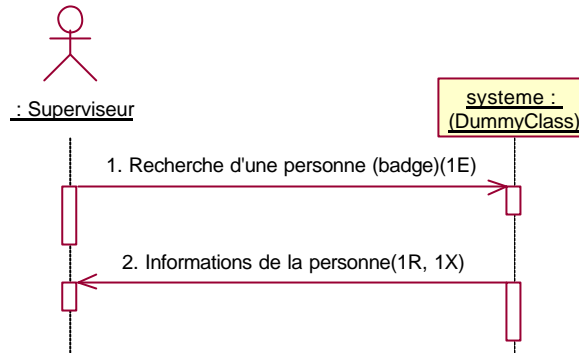 : Superviseur
systeme :
(DummyClass)
1. Recherche d'une personne (badge)(1E)
2. Informations de la personne(1R, 1X)